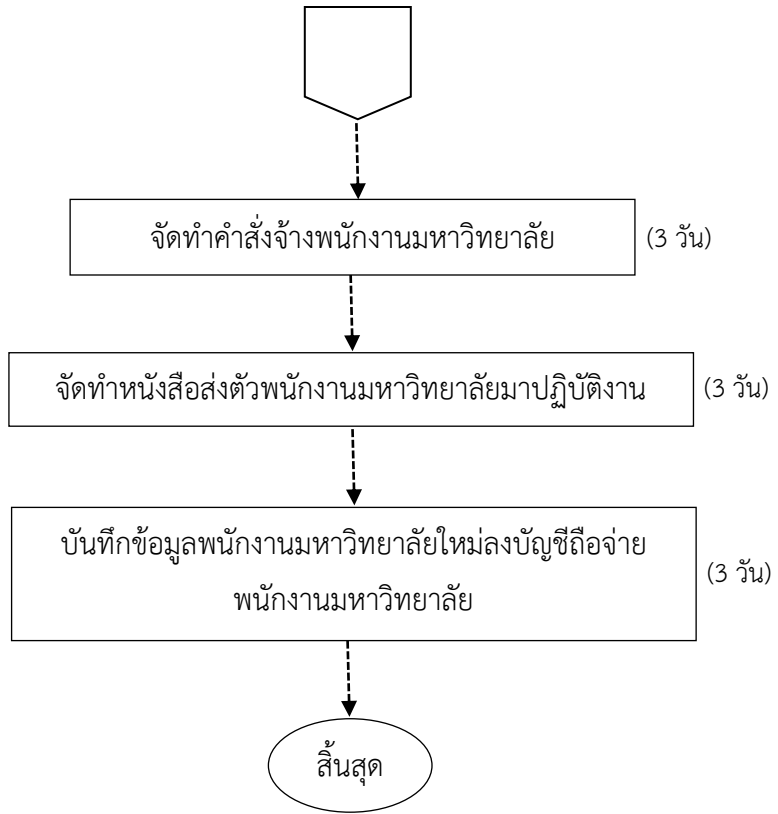 จัดทำคำสั่งจ้างพนักงานมหาวิทยาลัย (3 วัน)
จัดทำหนังสือส่งตัวพนักงานมหาวิทยาลัยมาปฏิบัติงาน (3 วัน)
บันทึกข้อมูลพนักงานมหาวิทยาลัยใหม่ลงบัญชีถือจ่าย
พนักงานมหาวิทยาลัย
(3 วัน)
สิ้นสุด